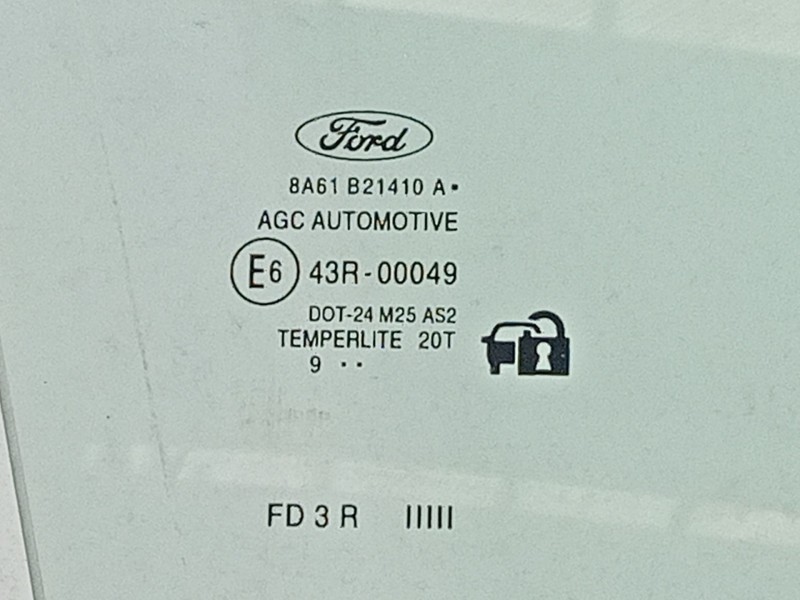 Ford
8A61 B21410 A▪
AGC AUTOMOTIVE
E6 43R-00049
DOT-24 M25 AS2
TEMPERLITE 20T
9 ··
FD 3 R IIIII